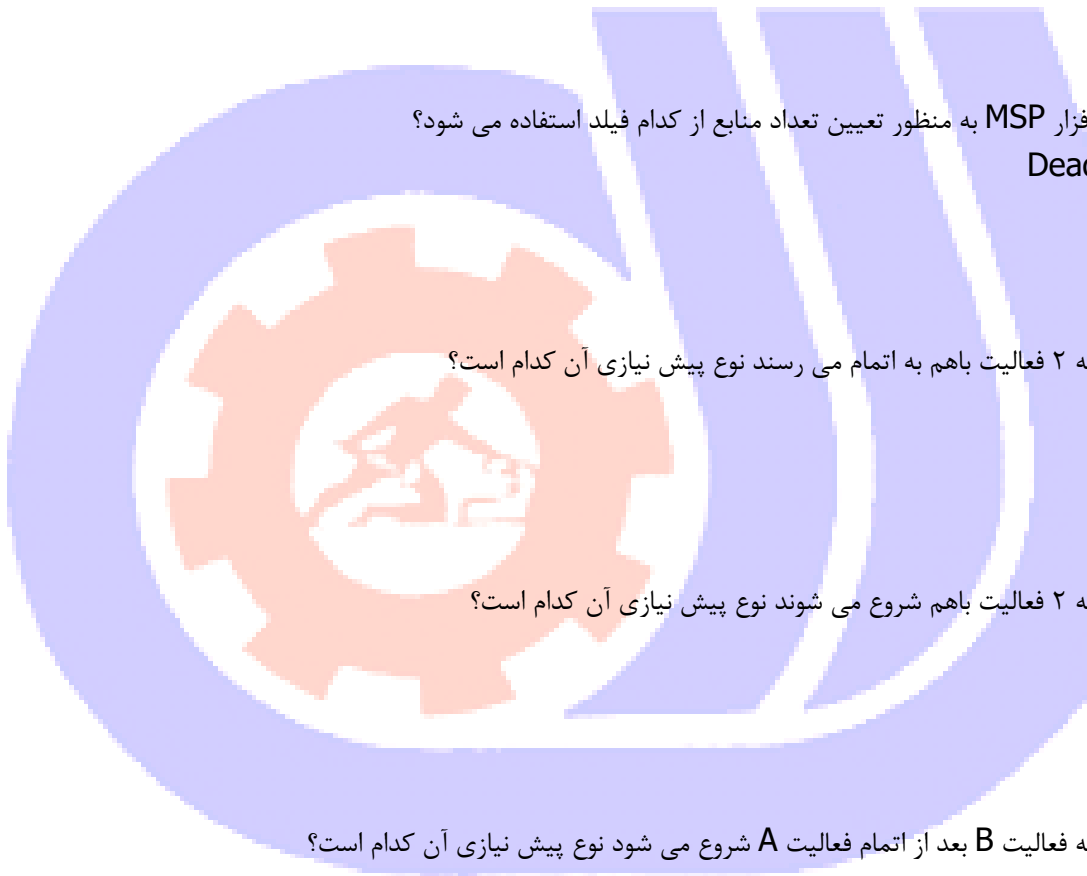 فزار MSP به منظور تعیین تعداد منابع از کدام فیلد استفاده می شود؟
Dead
ه ۲ فعالیت باهم به اتمام می رسند نوع پیش نیازی آن کدام است؟
ه ۲ فعالیت باهم شروع می شوند نوع پیش نیازی آن کدام است؟
ه فعالیت B بعد از اتمام فعالیت A شروع می شود نوع پیش نیازی آن کدام است؟